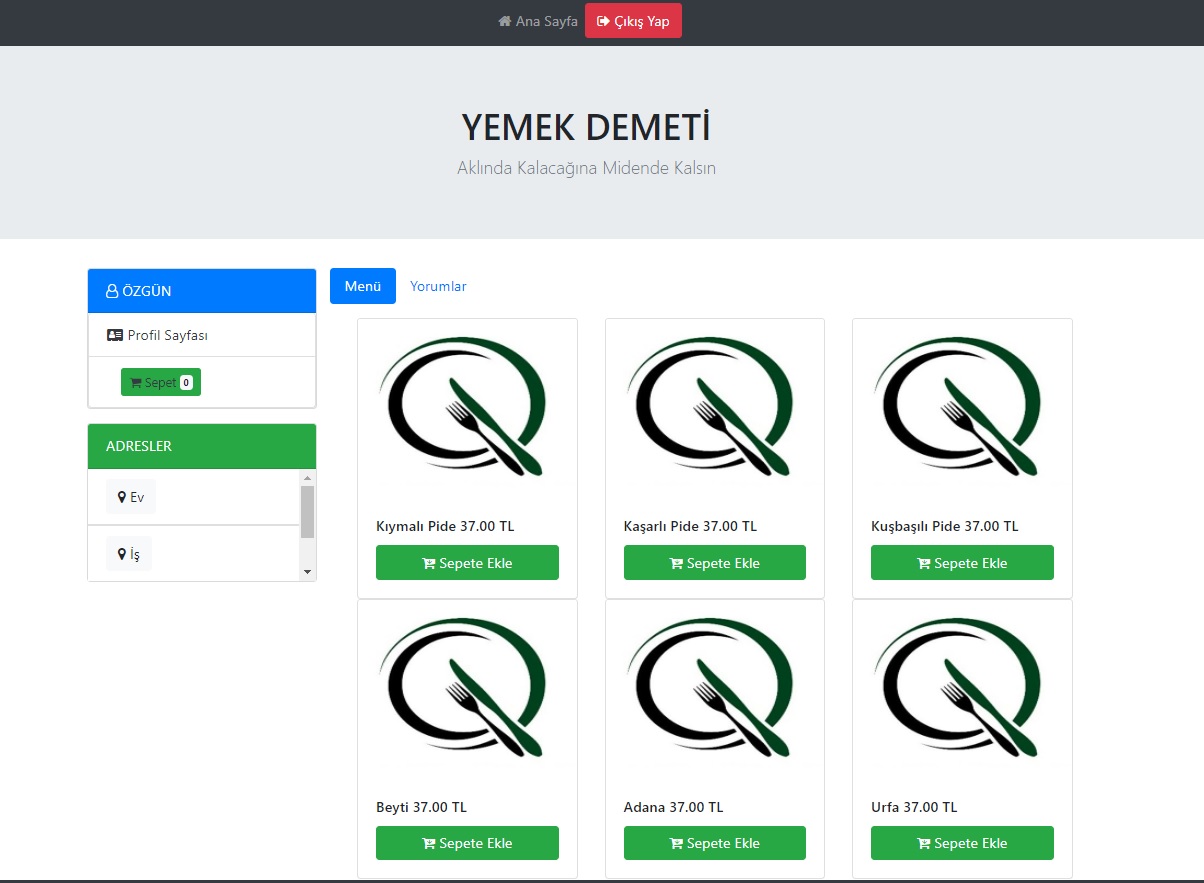 Ana Sayfa Çıkış Yap
YEMEK DEMETİ
Aklında Kalacağına Midende Kalsın
ÖZGÜN
Profil Sayfası
Sepet 0
ADRESLER
Ev
İş
Menü Yorumlar
Kıymalı Pide 37.00 TL
Sepete Ekle
Kaşarlı Pide 37.00 TL
Sepete Ekle
Kuşbaşılı Pide 37.00 TL
Sepete Ekle
Beyti 37.00 TL
Sepete Ekle
Adana 37.00 TL
Sepete Ekle
Urfa 37.00 TL
Sepete Ekle